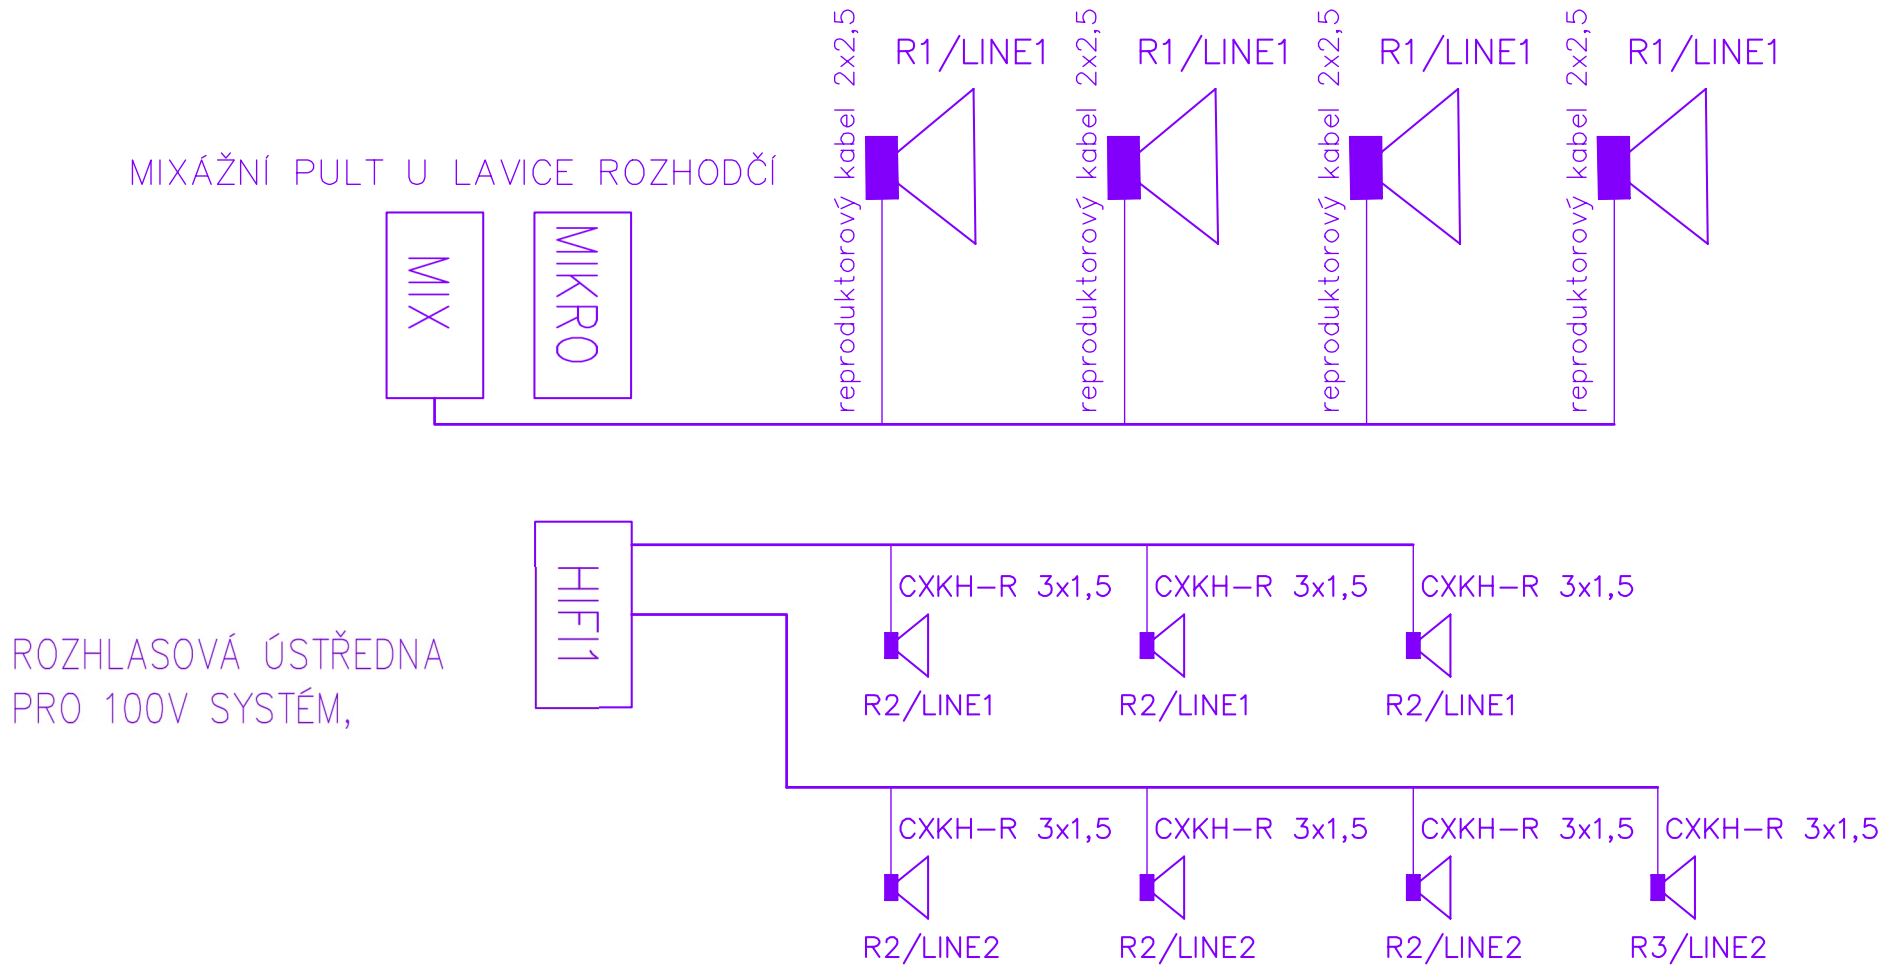 R1/LINE1
R1/LINE1
R1/LINE1
R1/LINE1
reproduktorový kabel 2x2,5
reproduktorový kabel 2x2,5
reproduktorový kabel 2x2,5
reproduktorový kabel 2x2,5
MIXÁŽNÍ PULT U LAVICE ROZHODČÍ
MIX
MIKRO
HIFI1
ROZHLASOVÁ ÚSTŘEDNA
PRO 100V SYSTÉM,
CXKH-R 3x1,5
CXKH-R 3x1,5
CXKH-R 3x1,5
R2/LINE1
R2/LINE1
R2/LINE1
CXKH-R 3x1,5
CXKH-R 3x1,5
CXKH-R 3x1,5
CXKH-R 3x1,5
R2/LINE2
R2/LINE2
R2/LINE2
R3/LINE2